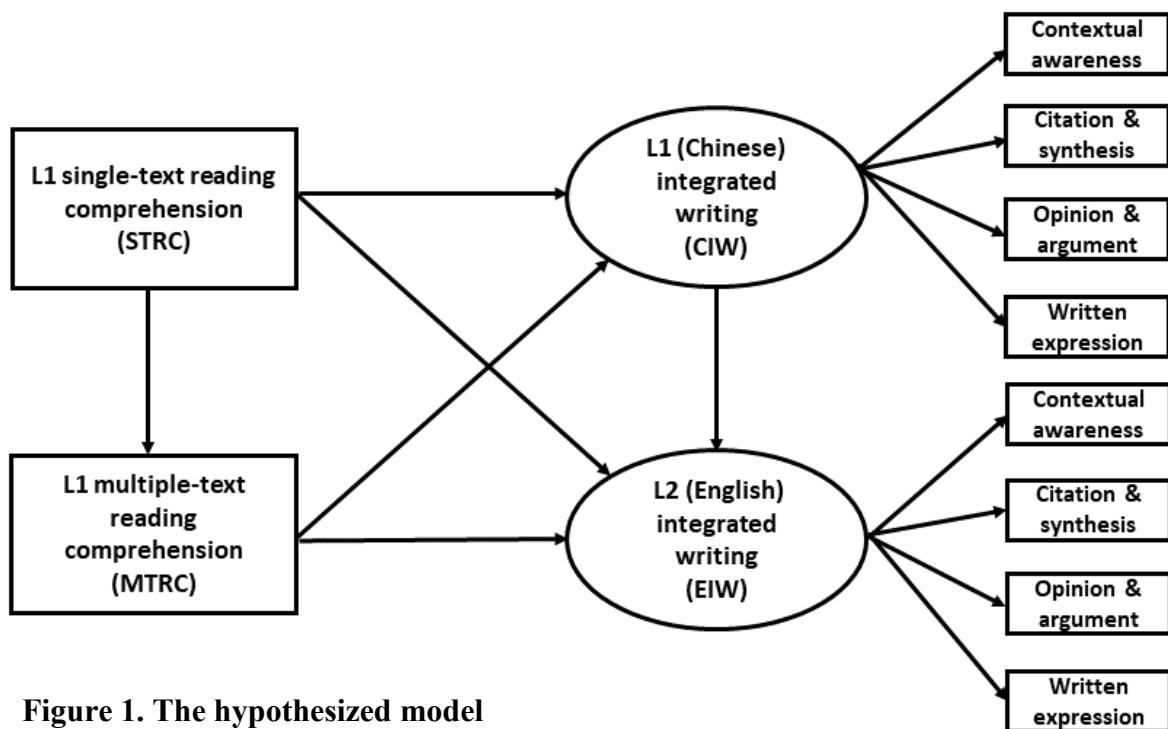 L1 single-text reading
comprehension
(STRC)
L1 multiple-text
reading
comprehension
(MTRC)
L1 (Chinese)
integrated
writing
(CIW)
L2 (English)
integrated
writing
(EIW)
Contextual
awareness
Citation &
synthesis
Opinion &
argument
Written
expression
Contextual
awareness
Citation &
synthesis
Opinion &
argument
Written
expression
Figure 1. The hypothesized model